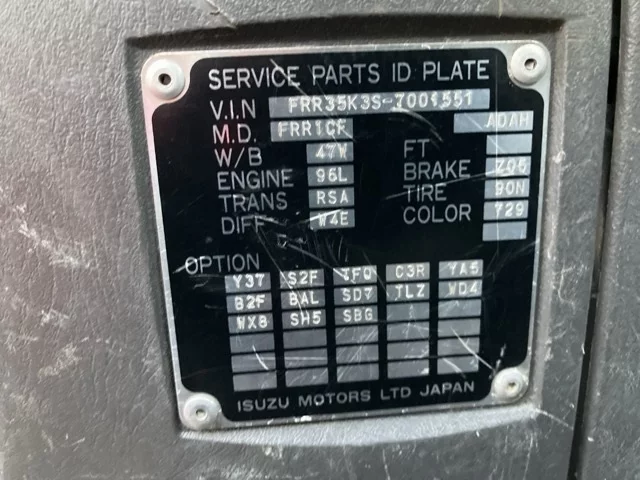 SERVICE PARTS ID PLATE
V.I.N FRR35K3S-7001551
M.D. FRR1CF ADAH
W/B 47W FT
ENGINE 96L BRAKE Z05
TRANS RSA TIRE 90N
DIFF W4E COLOR 729
OPTION
Y37 S2F C3R YA5
B2F BAL SD7 TLZ WD4
WX8 SH5 SBG
ISUZU MOTORS LTD JAPAN